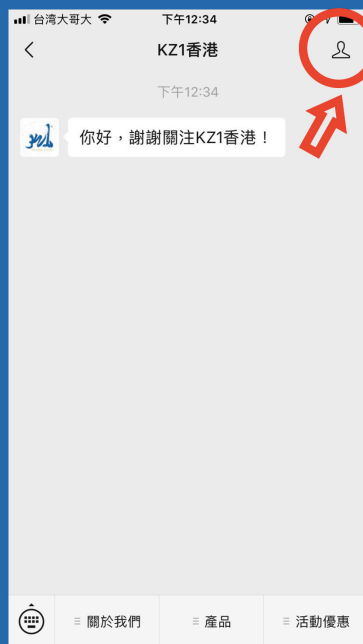 台灣大哥大 下午12:34
KZ1香港
下午12:34
你好，謝謝關注KZ1香港！
關於我們
產品
活動優惠